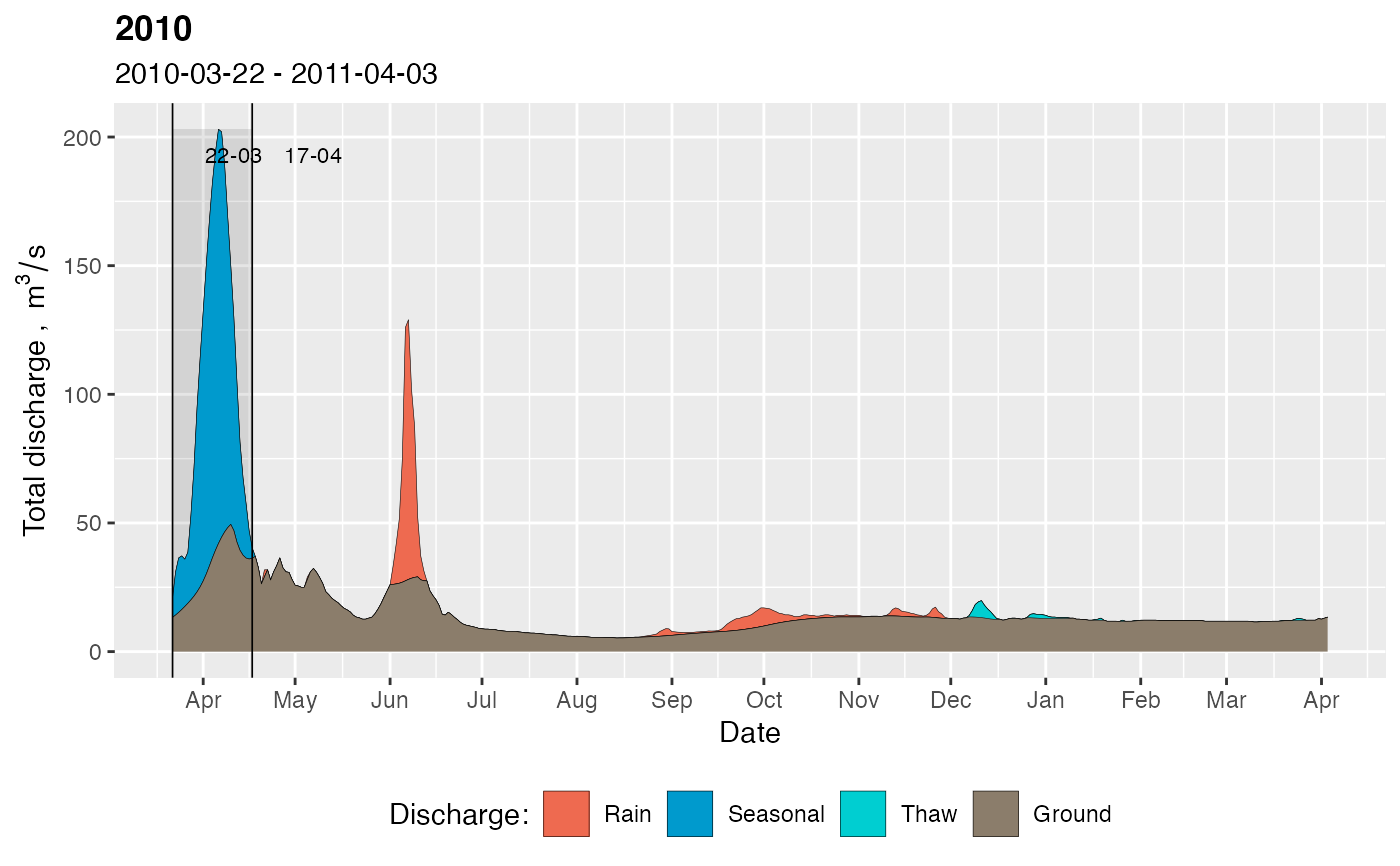 2010
2010-03-22 - 2011-04-03
200
22-03 17-04
150
100
50
0
Total discharge , m³/s
Apr May Jun Jul Aug Sep Oct Nov Dec Jan Feb Mar Apr
Date
Discharge: Rain Seasonal Thaw Ground